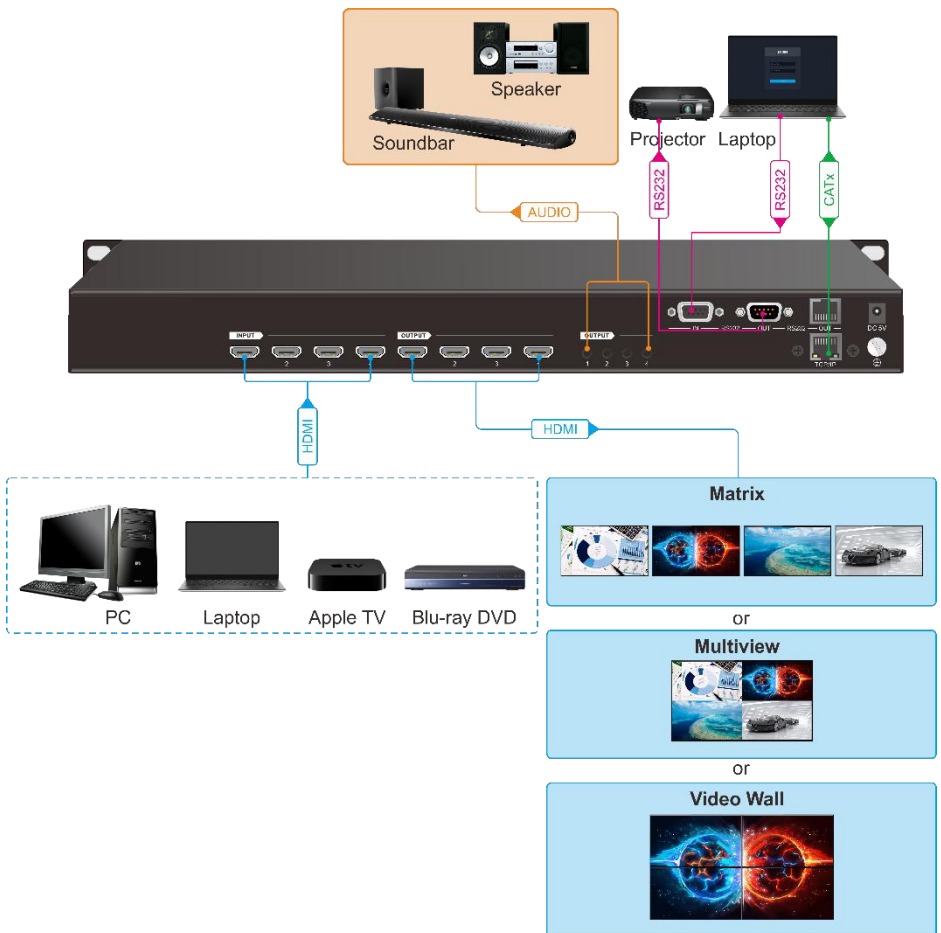 Speaker
Soundbar
Projector
Laptop
AUDIO
RS232
RS232
CATx
INPUT
OUTPUT
OUTPUT
2
3
2
3
1
2
3
4
IN
RS232
OUT
RS232
OUT
DC 5V
TCP/IP
HDMI
HDMI
Matrix
PC
Laptop
Apple TV
Blu-ray DVD
or
Multiview
or
Video Wall